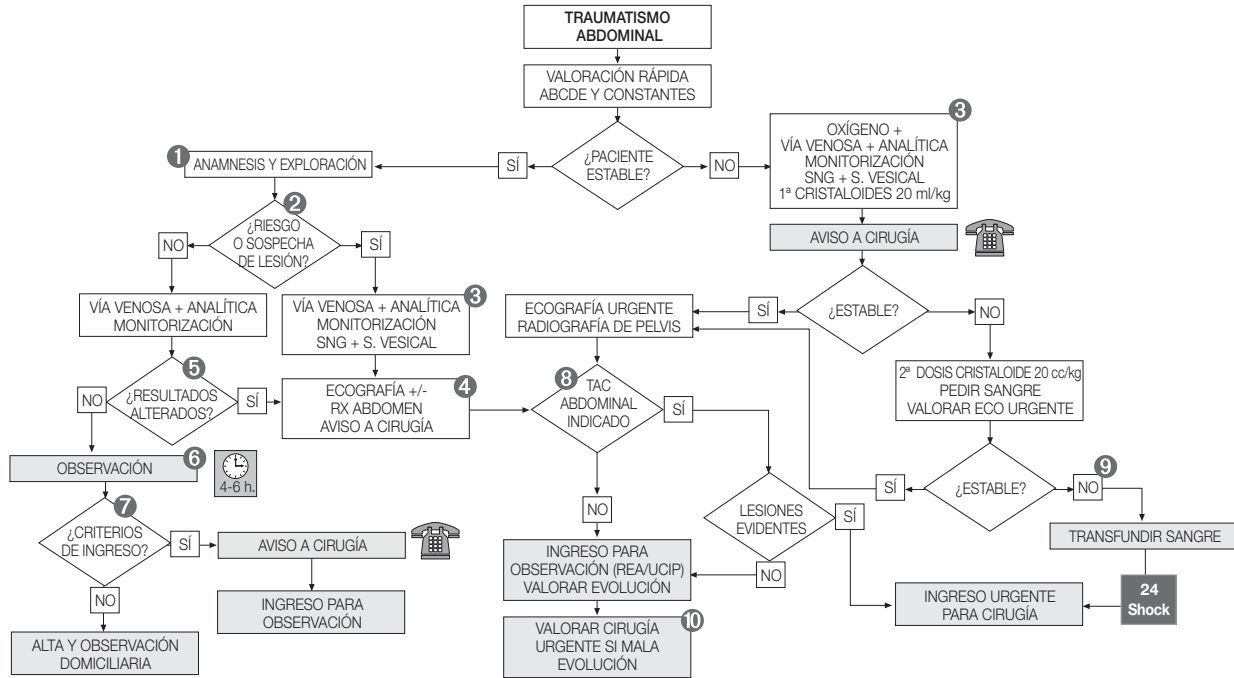 TRAUMATISMO
ABDOMINAL
VALORACIÓN RÁPIDA
ABCDE Y CONSTANTES
¿PACIENTE
ESTABLE?
SÍ
NO
1
ANAMNESIS Y EXPLORACIÓN
3
OXÍGENO +
VÍA VENOSA + ANALÍTICA
MONITORIZACIÓN
SNG + S. VESICAL
1ª CRISTALOIDES 20 ml/kg
AVISO A CIRUGÍA
2
¿RIESGO
O SOSPECHA
DE LESIÓN?
NO
SÍ
VÍA VENOSA + ANALÍTICA
MONITORIZACIÓN
3
VÍA VENOSA + ANALÍTICA
MONITORIZACIÓN
SNG + S. VESICAL
ECOGRAFÍA URGENTE
RADIOGRAFÍA DE PELVIS
SÍ
¿ESTABLE?
NO
5
¿RESULTADOS
ALTERADOS?
NO
SÍ
4
ECOGRAFÍA +/-
RX ABDOMEN
AVISO A CIRUGÍA
8
TAC
ABDOMINAL
INDICADO
SÍ
NO
2ª DOSIS CRISTALOIDE 20 cc/kg
PEDIR SANGRE
VALORAR ECO URGENTE
6
OBSERVACIÓN
4-6 h.
7
¿CRITERIOS
DE INGRESO?
SÍ
NO
AVISO A CIRUGÍA
INGRESO PARA
OBSERVACIÓN
ALTA Y OBSERVACIÓN
DOMICILIARIA
LESIONES
EVIDENTES
SÍ
NO
SÍ
¿ESTABLE?
9
NO
TRANSFUNDIR SANGRE
24
Shock
INGRESO URGENTE
PARA CIRUGÍA
INGRESO PARA
OBSERVACIÓN (REA/UCIP)
VALORAR EVOLUCIÓN
10
VALORAR CIRUGÍA
URGENTE SI MALA
EVOLUCIÓN